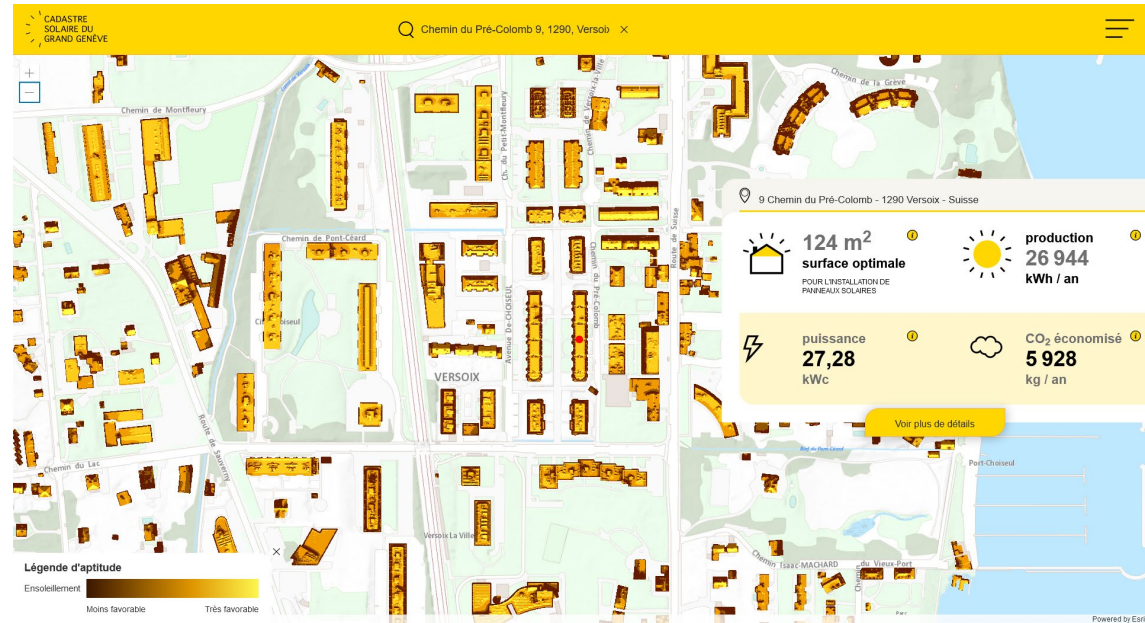 CADASTRE
SOLAIRE DU
GRAND GENÈVE
Chemin du Pré-Colomb 9, 1290, Versoix
Chemin de Montfleury
Ch. du Petit-Montfleury
Chemin de Versoix-la-Ville
Chemin de la Grève
Chemin de Pont-Céard
Avenue De-CHOISEUL
Chemin du Pré-Colomb
Route de Suisse
VERSOIX
Route de Sauverny
Chemin du Lac
Versoix La Ville
Port-Choiseul
Chemin Isaac-MACHARD
Chemin du Vieux-Port
9 Chemin du Pré-Colomb - 1290 Versoix - Suisse
124 m²
surface optimale
POUR L'INSTALLATION DE
PANNEAUX SOLAIRES
production
26 944
kWh / an
puissance
27,28
kWc
CO₂ économisé
5 928
kg / an
Voir plus de détails
Légende d'aptitude
Ensoleillement
Moins favorable
Très favorable
Powered by Esri